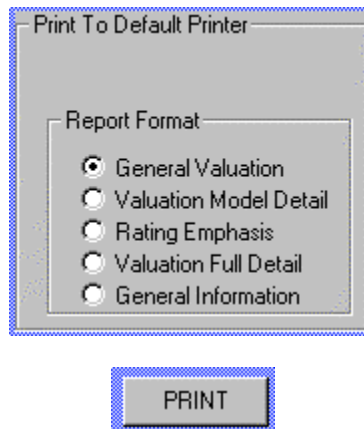 Print To Default Printer
Report Format
General Valuation
Valuation Model Detail
Rating Emphasis
Valuation Full Detail
General Information
PRINT